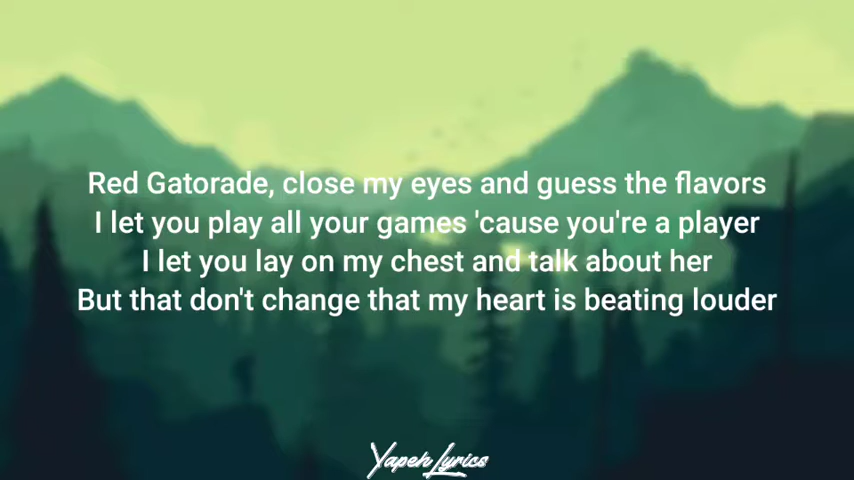 Red Gatorade, close my eyes and guess the flavors
I let you play all your games 'cause you're a player
I let you lay on my chest and talk about her
But that don't change that my heart is beating louder
Yapeh Lyrics